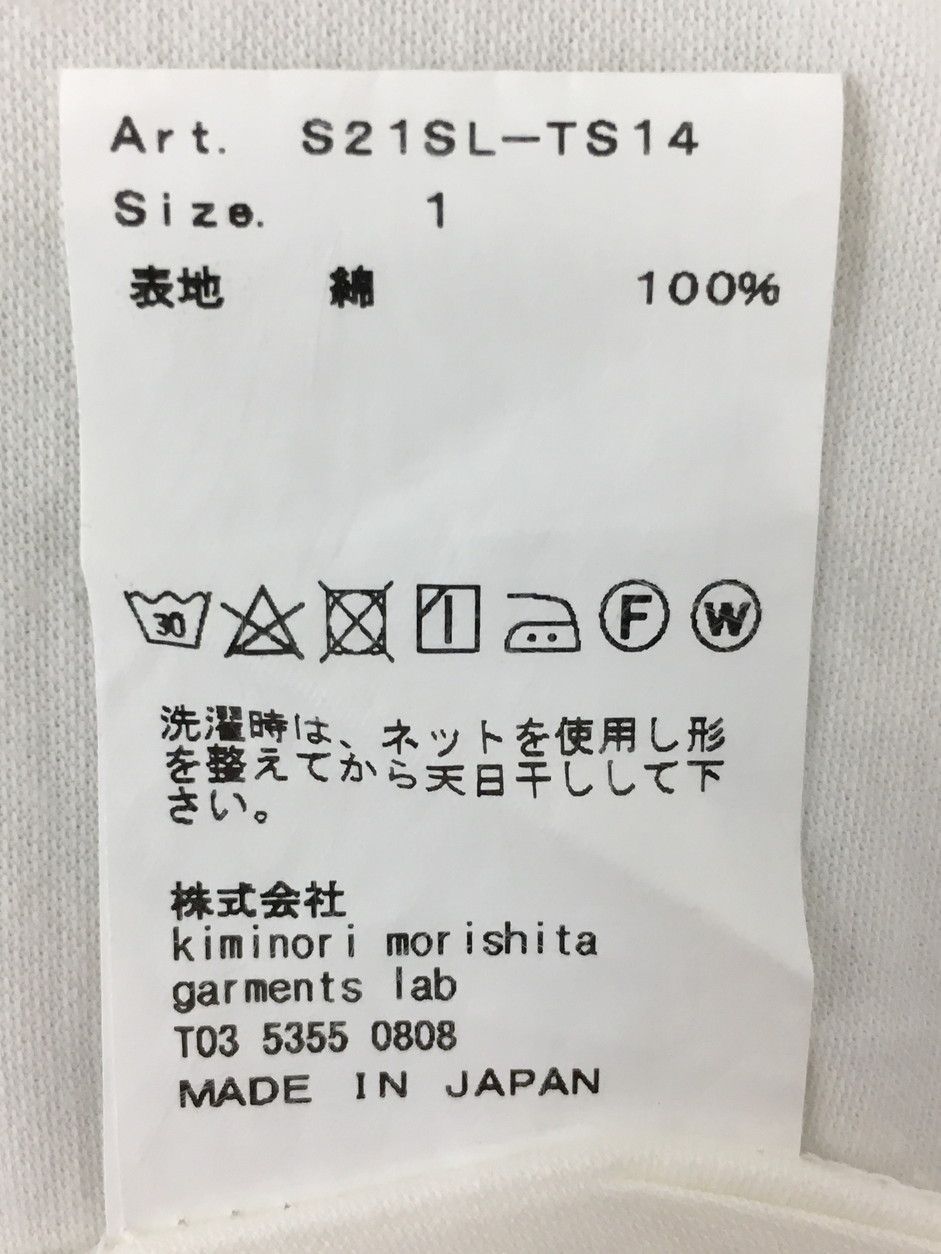 Art. S21SL-TS14
Size. 1
表地 綿 100%
30 F W
洗濯時は、ネットを使用し形
を整えてから天日干しして下
さい。
株式会社
kiminori morishita
garments lab
T03 5355 0808
MADE IN JAPAN